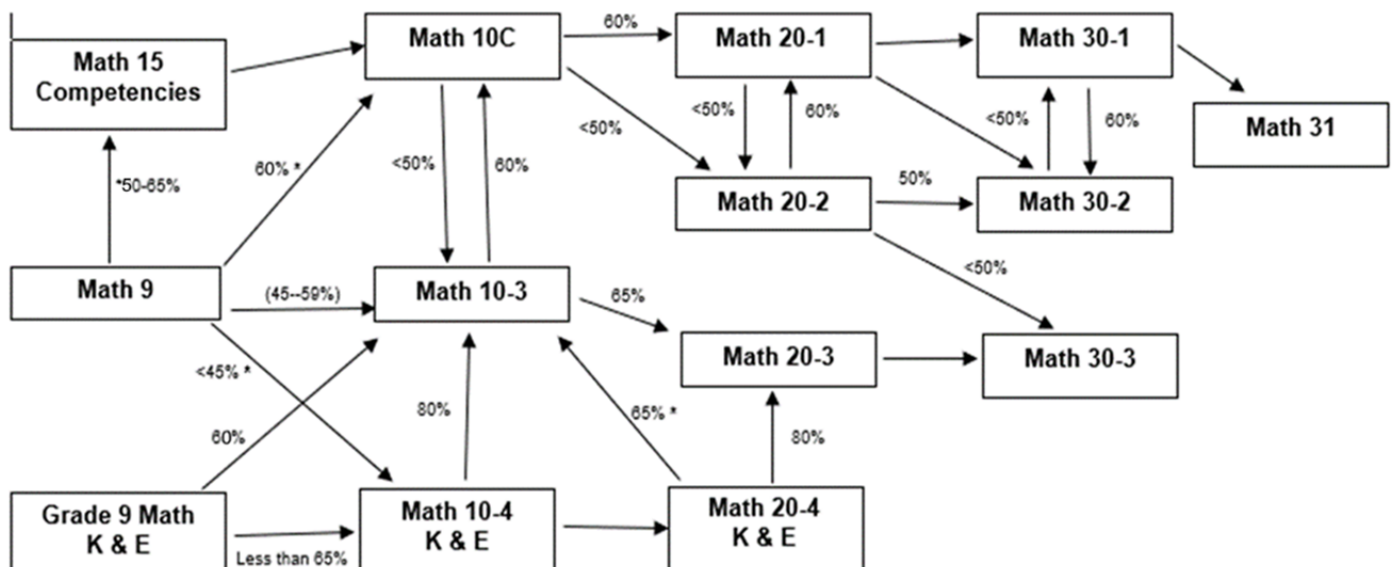 Math 15
Competencies
Math 10C
60%
Math 20-1
Math 30-1
Math 31
<50%
<50%
60%
<50%
60%
*50-65%
60% *
<50%
60%
Math 20-2
50%
Math 30-2
<50%
Math 9
(45--59%)
Math 10-3
65%
Math 20-3
Math 30-3
<45% *
60%
80%
65% *
80%
Grade 9 Math
K & E
Less than 65%
Math 10-4
K & E
Math 20-4
K & E